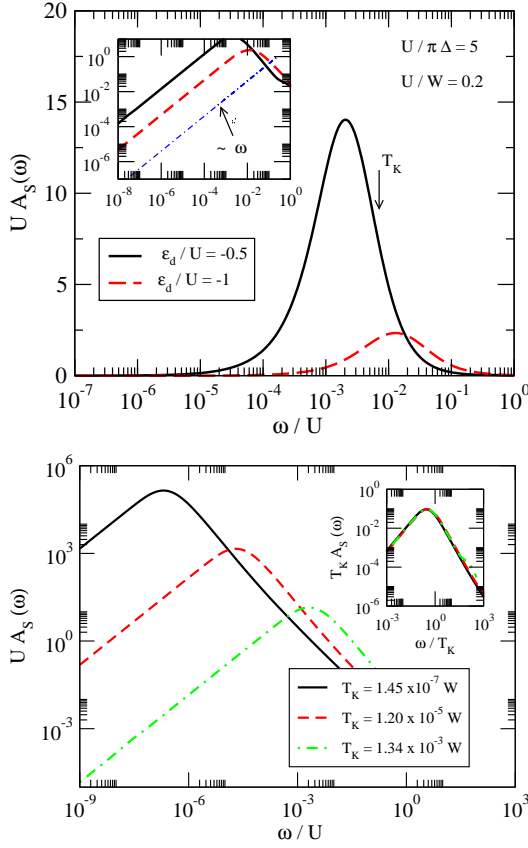 20
15
10
5
0
U A_S(ω)
10^0
10^-2
10^-4
10^-6
10^-8 10^-6 10^-4 10^-2 10^0
~ ω
U / π Δ = 5
U / W = 0.2
T_K
ε_d / U = -0.5
ε_d / U = -1
10^-7 10^-6 10^-5 10^-4 10^-3 10^-2 10^-1 10^0
ω / U
10^6
10^3
10^0
10^-3
U A_S(ω)
10^0
10^-2
10^-4
10^-6
T_K A_S(ω)
10^-3 10^0 10^3
ω / T_K
T_K = 1.45 x10^-7 W
T_K = 1.20 x 10^-5 W
T_K = 1.34 x 10^-3 W
10^-9 10^-6 10^-3 10^0 10^3
ω / U